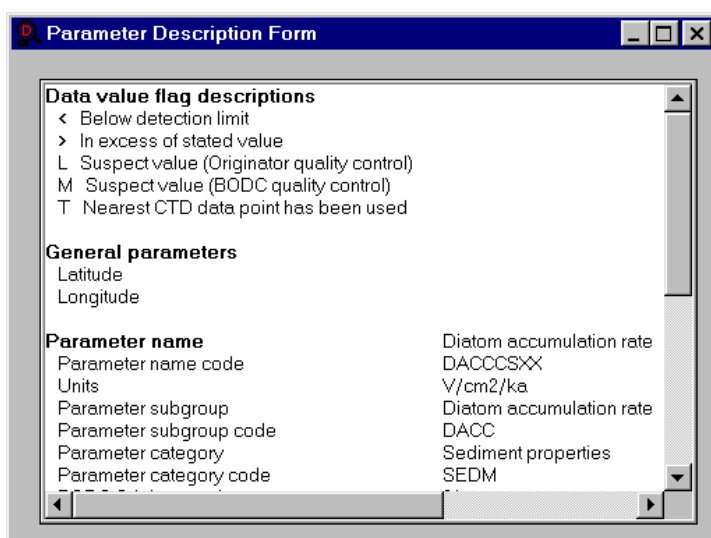 Parameter Description Form
Data value flag descriptions
< Below detection limit
> In excess of stated value
L Suspect value (Originator quality control)
M Suspect value (BODC quality control)
T Nearest CTD data point has been used
General parameters
Latitude
Longitude
Parameter name Diatom accumulation rate
Parameter name code DACCCSXX
Units V/cm2/ka
Parameter subgroup Diatom accumulation rate
Parameter subgroup code DACC
Parameter category Sediment properties
Parameter category code SEDM